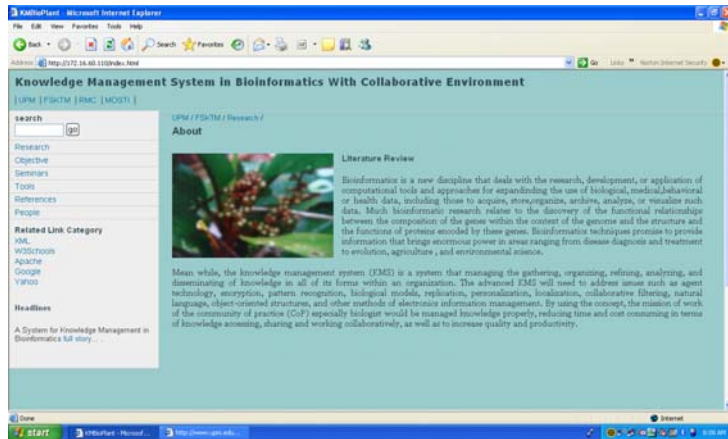 KMBioPlant - Microsoft Internet Explorer
File Edit View Favorites Tools Help
Back Search Favorites
Address http://172.16.60.110/index.html Go Links Norton Internet Security
Knowledge Management System in Bioinformatics With Collaborative Environment
| UPM | FSKTM | RMC | MOSTI |
search
go
Research
Objective
Seminars
Tools
References
People
Related Link Category
XML
W3Schools
Apache
Google
Yahoo
Headlines
A System for Knowledge Management in
Bioinformatics full story...
UPM / FSKTM / Research /
About
Literature Review
Bioinformatics is a new discipline that deals with the research, development, or application of
computational tools and approaches for expandinding the use of biological, medical,behavioral
or health data, including those to acquire, store,organize, archive, analyze, or visualize such
data. Much bioinformatic research relates to the discovery of the functional relationships
between the composition of the genes within the context of the genome and the structure and
the functions of proteins encoded by these genes. Bioinformatics techniques promise to provide
information that brings enormous power in areas ranging from disease diagnosis and treatment
to evolution, agriculture , and environmental science.
Mean while, the knowledge management system (KMS) is a system that managing the gathering, organizing, refining, analyzing, and
disseminating of knowledge in all of its forms within an organization. The advanced KMS will need to address issues such as agent
technology, encryption, pattern recognition, biological models, replication, personalization, localization, collaborative filtering, natural
language, object-oriented structures, and other methods of electronics information management. By using the concept, the mission of work
of the community of practice (CoP) especially biologist would be managed knowledge properly, reducing time and cost consuming in terms
of knowledge accessing, sharing and working collaboratively, as well as to increase quality and productivity.
Done Internet
start KMBioPlant - Microsof... http://www.upm.edu...